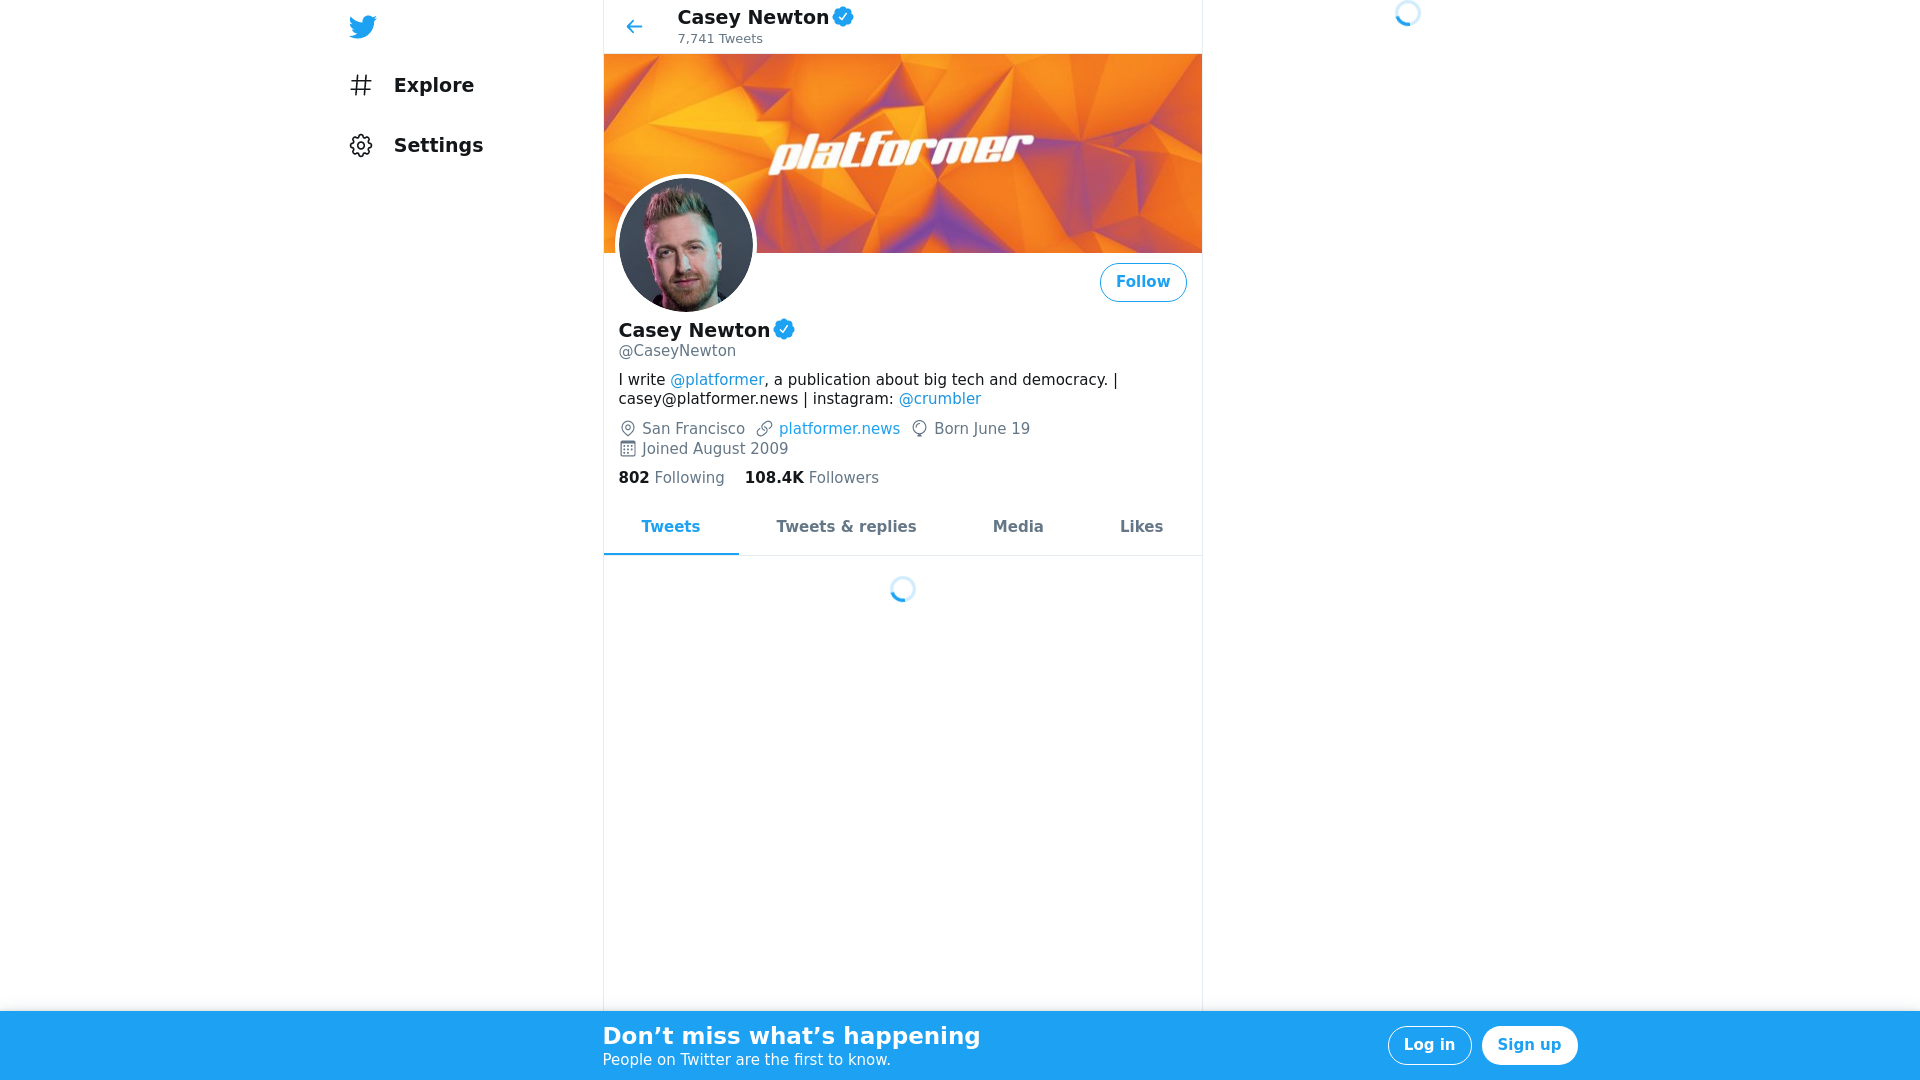 Explore
Settings
Casey Newton
7,741 Tweets
platformer
Follow
Casey Newton
@CaseyNewton
I write @platformer, a publication about big tech and democracy. |
casey@platformer.news | instagram: @crumbler
San Francisco platformer.news Born June 19
Joined August 2009
802 Following 108.4K Followers
Tweets Tweets & replies Media Likes
Don’t miss what’s happening
People on Twitter are the first to know.
Log in Sign up